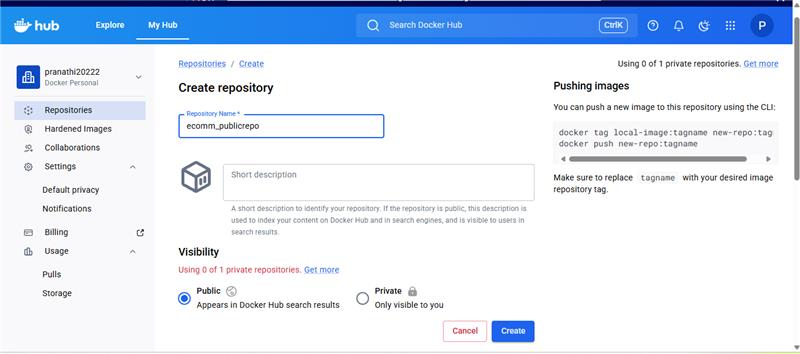 hub
Explore
My Hub
Search Docker Hub
CtrlK
P
pranathi20222
Docker Personal
Repositories
Hardened Images
Collaborations
Settings
Default privacy
Notifications
Billing
Usage
Pulls
Storage
Repositories / Create
Using 0 of 1 private repositories. Get more
Create repository
Repository Name *
ecomm_publicrepo
Short description
A short description to identify your repository. If the repository is public, this description is
used to index your content on Docker Hub and in search engines, and is visible to users in
search results.
Visibility
Using 0 of 1 private repositories. Get more
Public
Appears in Docker Hub search results
Private
Only visible to you
Cancel
Create
Pushing images
You can push a new image to this repository using the CLI:
docker tag local-image:tagname new-repo:tag
docker push new-repo:tagname
Make sure to replace tagname with your desired image
repository tag.